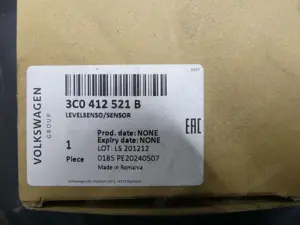 VOLKSWAGEN
GROUP
3C0 412 521 B
LEVELSENSO/SENSOR
EAC
Prod. date: NONE
Expiry date: NONE
1
LOT: LS 201212
Piece
0185 PE20240507
Made in Romania